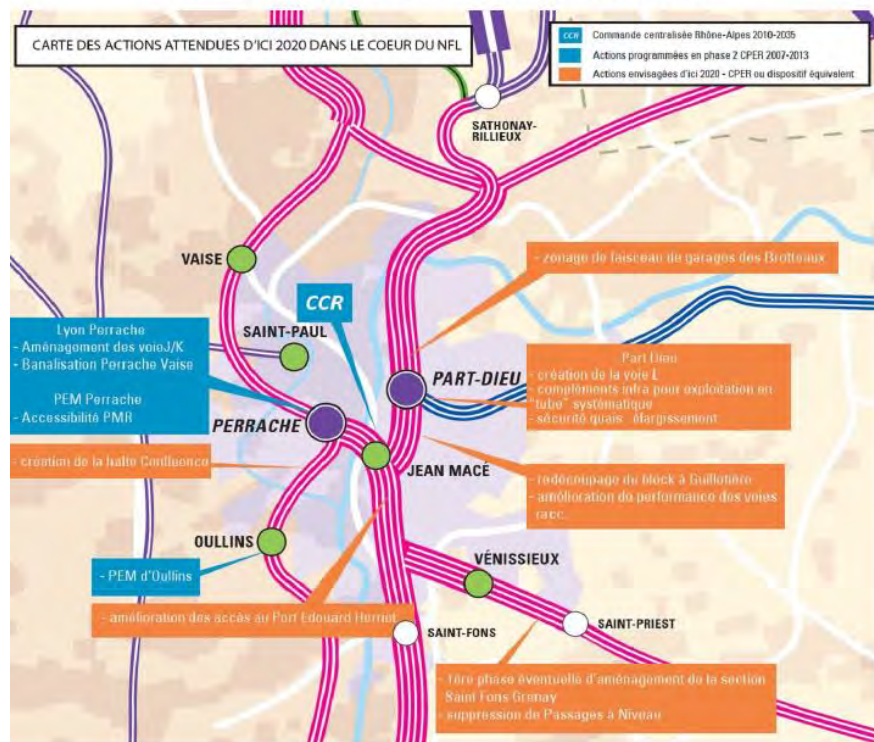 CARTE DES ACTIONS ATTENDUES D'ICI 2020 DANS LE COEUR DU NFL
CCR Commande centralisée Rhône-Alpes 2010-2035
Actions programmées en phase 2 CPER 2007-2013
Actions envisagées d'ici 2020 - CPER ou dispositif équivalent
SATHONAY-
RILLIEUX
- zonage de faisceau de garages des Brotteaux
VAISE
CCR
SAINT-PAUL
Lyon Perrache
- Aménagement des voieJ/K
- Banalisation Perrache Vaise
PEM Perrache
- Accessibilité PMR
PART-DIEU
Part Dieu
- création de la voie L
- compléments infra pour exploitation en
"tube" systématique
- sécurité quais : élargissement
PERRACHE
- création de la halte Confluence
JEAN MACÉ
- redécoupage du block à Guillotière
- amélioration de performance des voies
racc.
OULLINS
- PEM d'Oullins
VÉNISSIEUX
- amélioration des accès au Port Edouard Herriot
SAINT-FONS
SAINT-PRIEST
- 1ère phase éventuelle d'aménagement de la section
Saint Fons Grenay
- suppression de Passages à Niveau